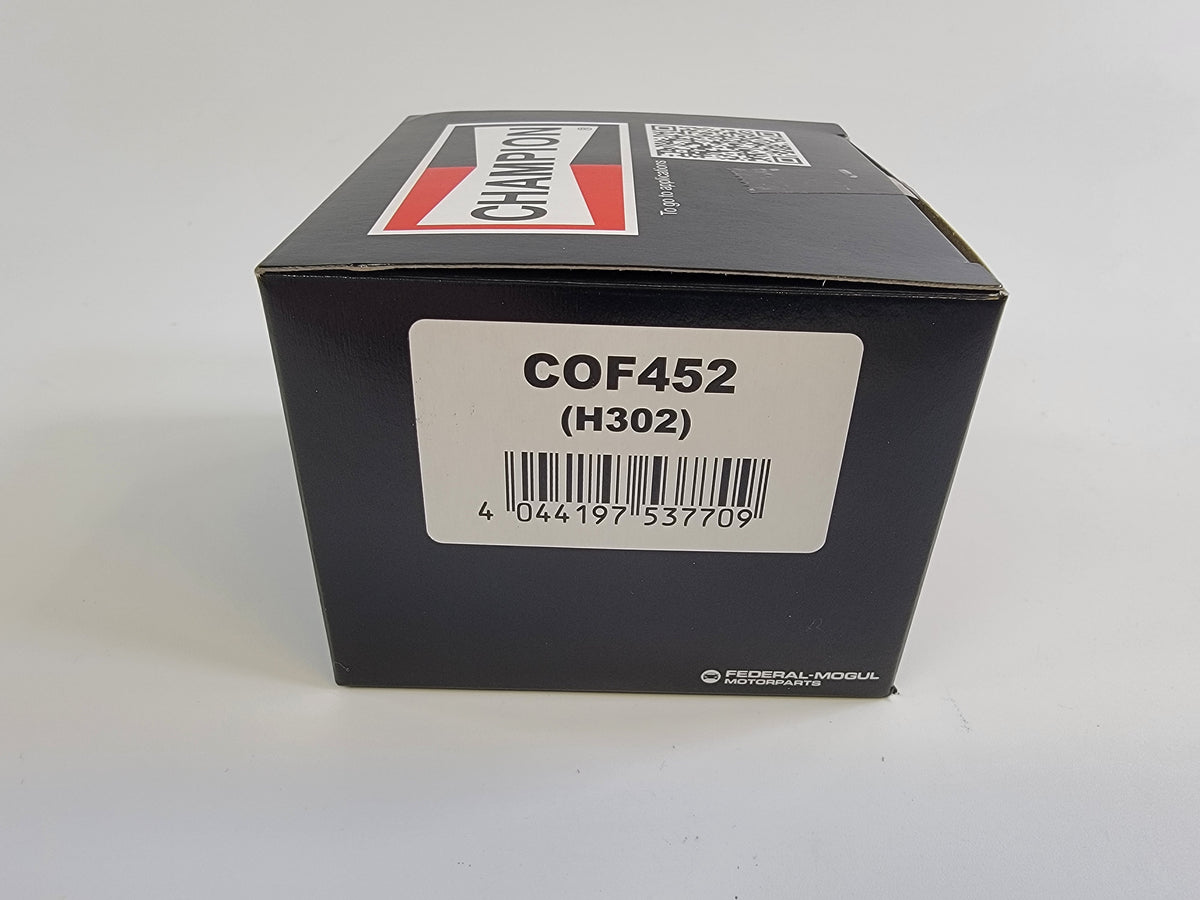 CHAMPION®
To go to applications
COF452
(H302)
4 044197 537709
FEDERAL-MOGUL
MOTORPARTS